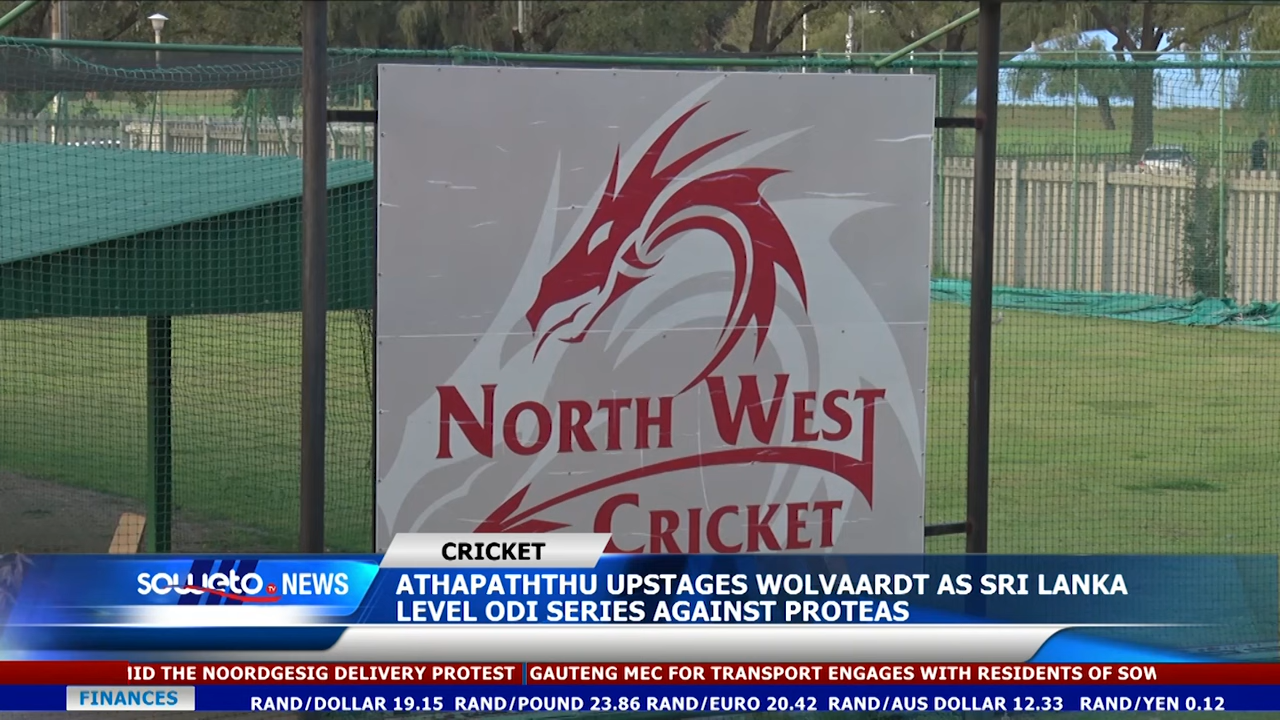 NORTH WEST
CRICKET
CRICKET
SOWETO TV NEWS
ATHAPATHTHU UPSTAGES WOLVAARDT AS SRI LANKA
LEVEL ODI SERIES AGAINST PROTEAS
THE NOORDGESIG DELIVERY PROTEST
GAUTENG MEC FOR TRANSPORT ENGAGES WITH RESIDENTS OF
FINANCES
RAND/DOLLAR 19.15 RAND/POUND 23.86 RAND/EURO 20.42 RAND/AUS DOLLAR 12.33 RAND/YEN 0.12